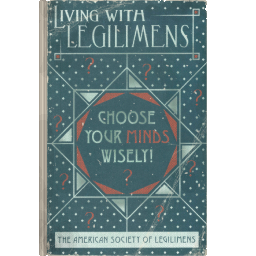 LIVING WITH
LEGILIMENS
CHOOSE
YOUR MINDS
WISELY!
THE AMERICAN SOCIETY OF LEGILIMENS